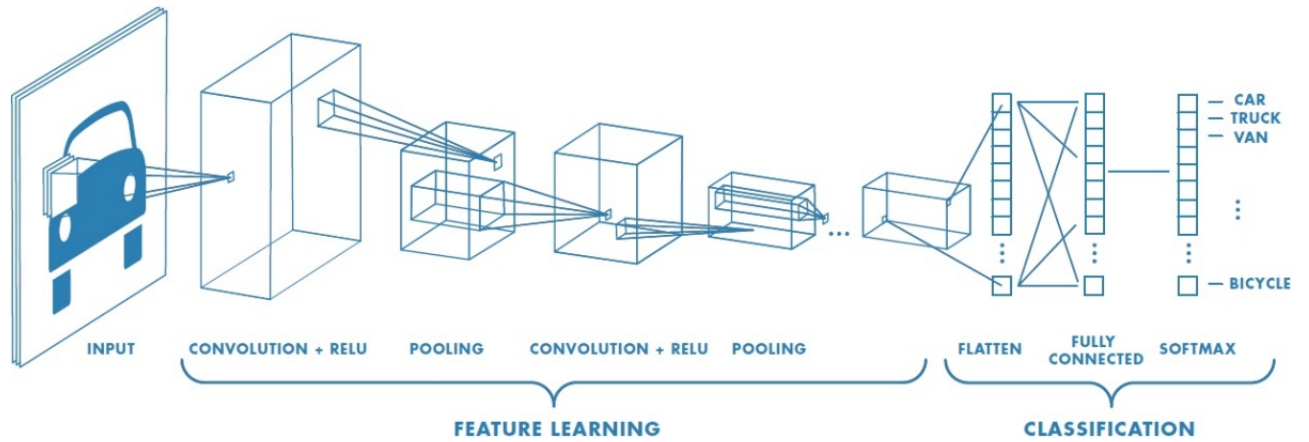 CAR
TRUCK
VAN
BICYCLE
INPUT
CONVOLUTION + RELU
POOLING
CONVOLUTION + RELU
POOLING
FLATTEN
FULLY
CONNECTED
SOFTMAX
FEATURE LEARNING
CLASSIFICATION